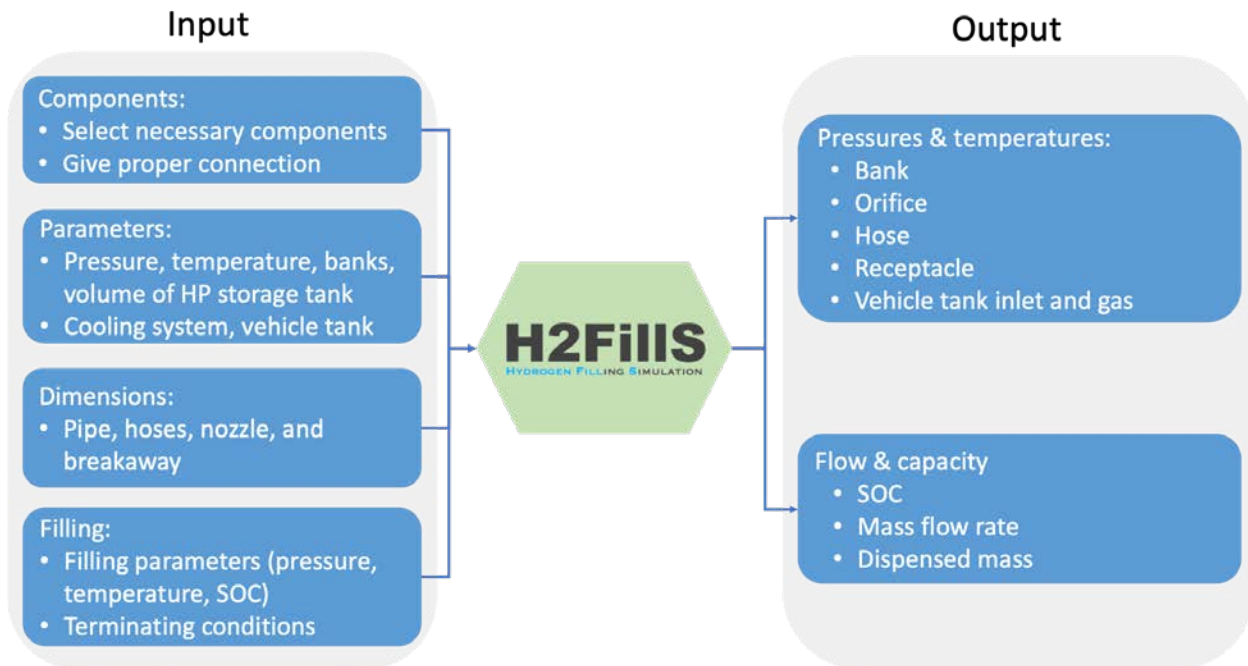 Input
Components:
• Select necessary components
• Give proper connection
Parameters:
• Pressure, temperature, banks,
volume of HP storage tank
• Cooling system, vehicle tank
Dimensions:
• Pipe, hoses, nozzle, and
breakaway
Filling:
• Filling parameters (pressure,
temperature, SOC)
• Terminating conditions
H2FillS
HYDROGEN FILLING SIMULATION
Output
Pressures & temperatures:
• Bank
• Orifice
• Hose
• Receptacle
• Vehicle tank inlet and gas
Flow & capacity
• SOC
• Mass flow rate
• Dispensed mass